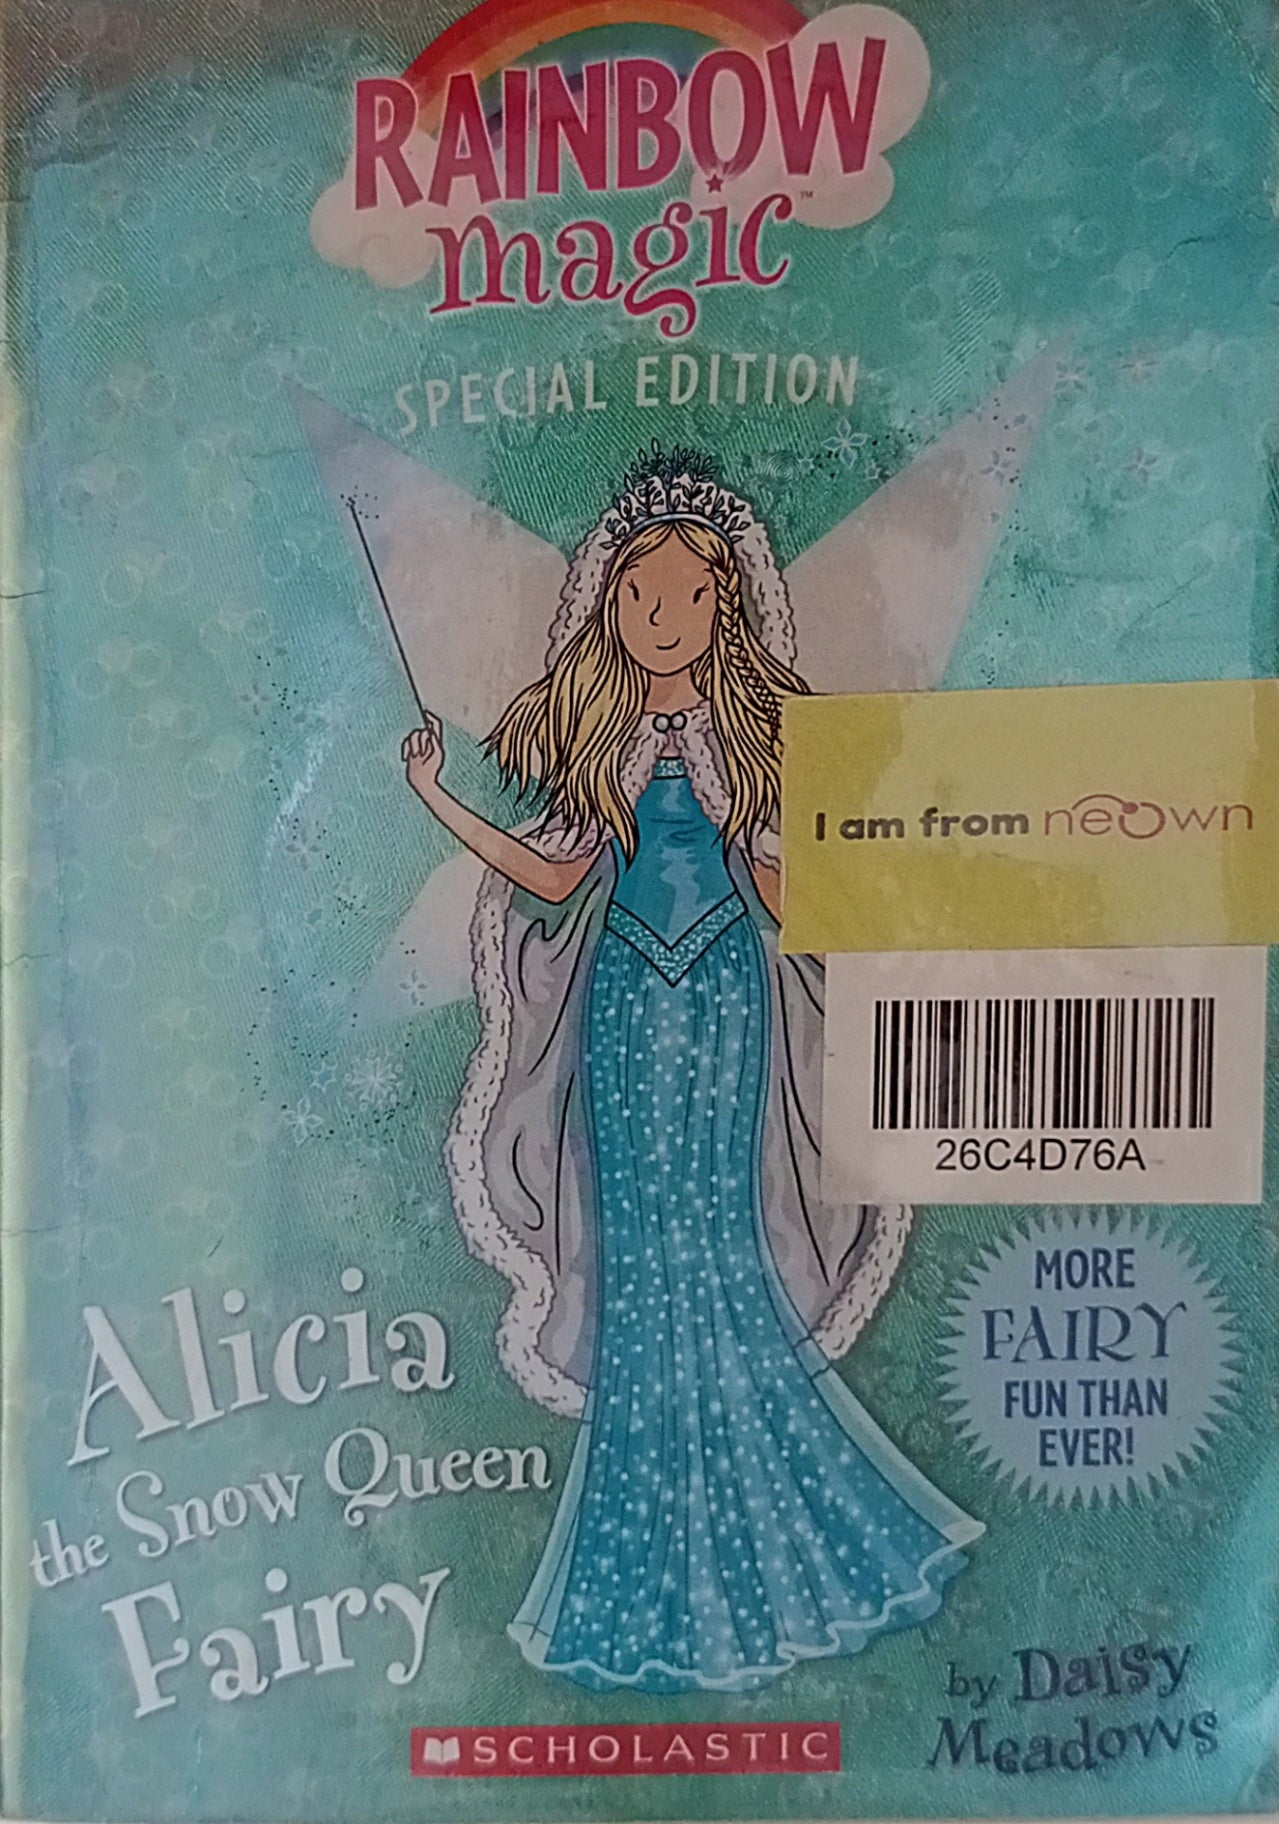 RAINBOW
magic™
SPECIAL EDITION
I am from neOwn
26C4D76A
MORE
FAIRY
FUN THAN
EVER!
Alicia
the Snow Queen
Fairy
by Daisy
Meadows
SCHOLASTIC